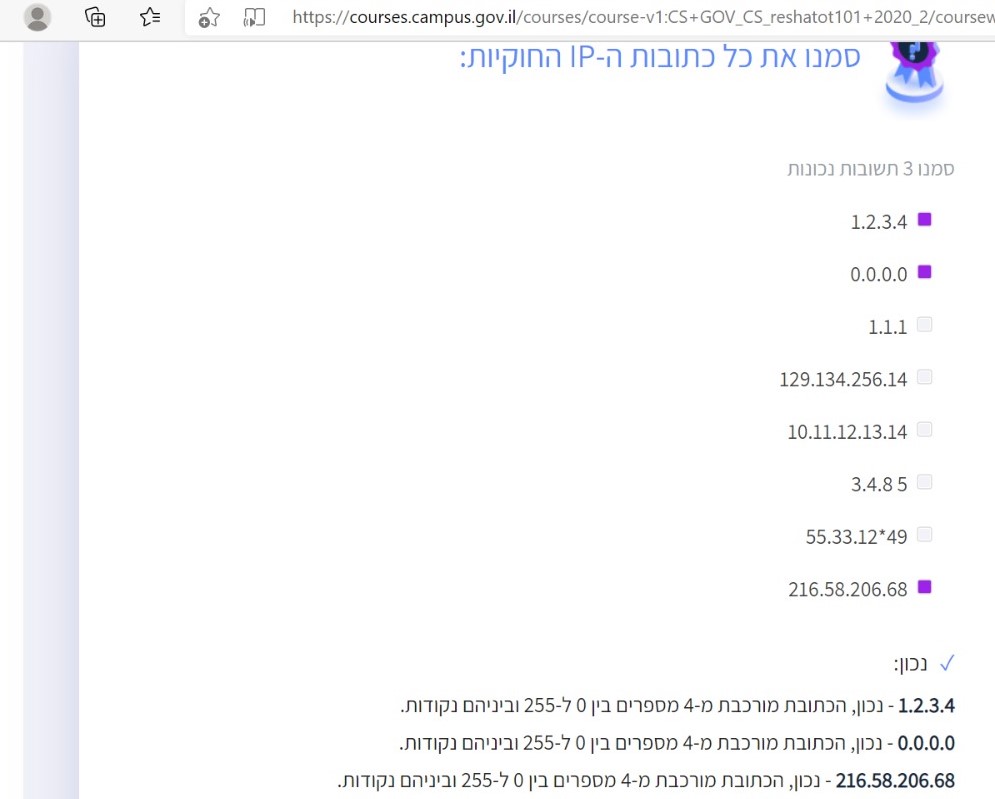 https://courses.campus.gov.il/courses/course-v1:CS+GOV_CS_reshatot101+2020_2/coursew
סמנו את כל כתובות ה-IP החוקיות:
סמנו 3 תשובות נכונות
1.2.3.4
0.0.0.0
1.1.1
129.134.256.14
10.11.12.13.14
3.4.8 5
55.33.12*49
216.58.206.68
נכון:
1.2.3.4 - נכון, הכתובת מורכבת מ-4 מספרים בין 0 ל-255 וביניהם נקודות.
0.0.0.0 - נכון, הכתובת מורכבת מ-4 מספרים בין 0 ל-255 וביניהם נקודות.
216.58.206.68 - נכון, הכתובת מורכבת מ-4 מספרים בין 0 ל-255 וביניהם נקודות.